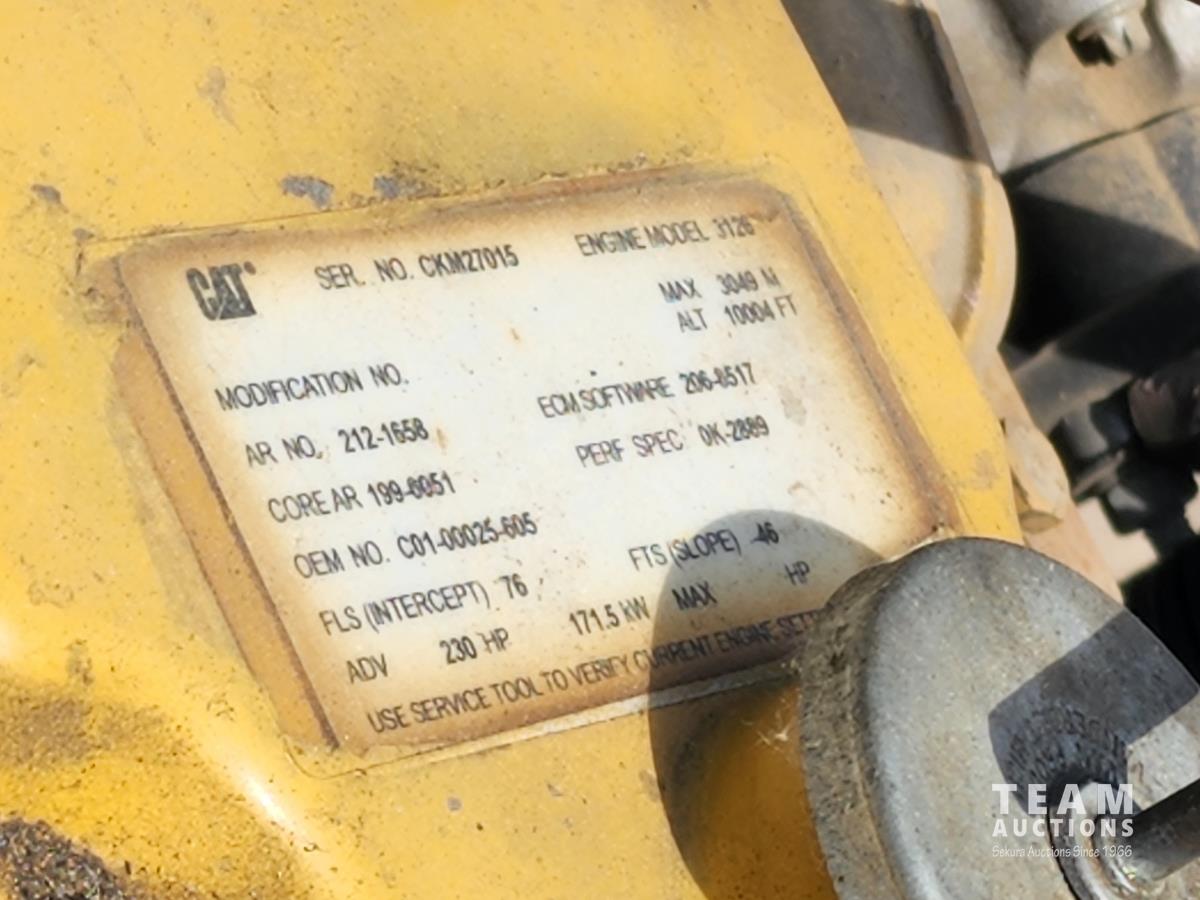 CAT SER. NO. CKM27015 ENGINE MODEL 3126
MAX 3049 M
ALT 10004 FT
MODIFICATION NO.
AR NO. 212-1658 ECM SOFTWARE 206-8517
CORE AR 199-6051 PERF SPEC 0K-2889
OEM NO. C01-00025-605
FLS (INTERCEPT) 76 FTS (SLOPE) -46
ADV 230 HP 171.5 kW MAX HP
USE SERVICE TOOL TO VERIFY CURRENT ENGINE
TEAM
AUCTIONS
Sekura Auctions Since 1966